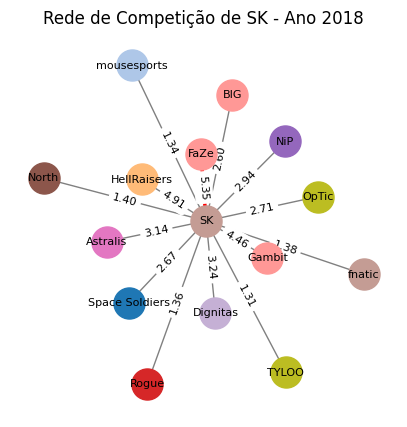 Rede de Competição de SK - Ano 2018
mousesports
BIG
NiP
FaZe
HellRaisers
North
OpTic
SK
Astralis
Gambit
fnatic
Space Soldiers
Dignitas
TYLOO
Rogue
1.34
2.60
2.94
5.35
4.91
1.40
2.71
3.14
4.46
1.38
2.67
3.24
1.36
1.31